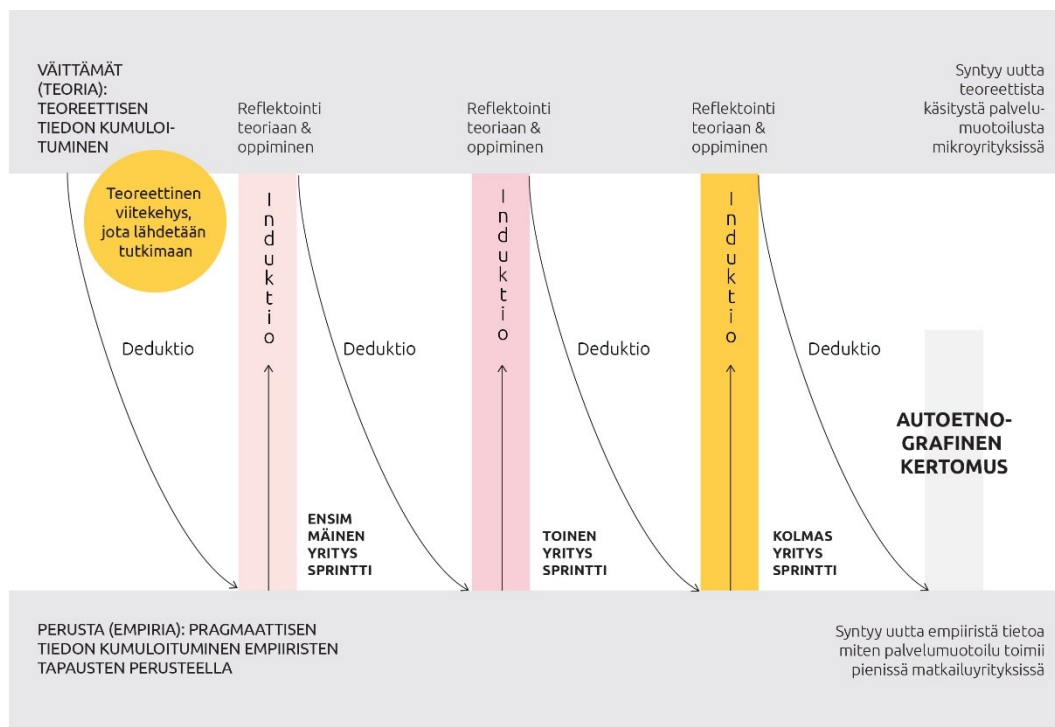 VÄITTÄMÄT
(TEORIA):
TEOREETTISEN
TIEDON KUMULOI-
TUMINEN
Teoreettinen
viitekehys,
jota lähdetään
tutkimaan
Reflektointi
teoriaan &
oppiminen
Reflektointi
teoriaan &
oppiminen
Reflektointi
teoriaan &
oppiminen
Syntyy uutta
teoreettista
käsitystä palvelu-
muotoilusta
mikroyrityksissä
Deduktio
Induktio
Deduktio
Induktio
Deduktio
Induktio
Deduktio
ENSIM
MÄINEN
YRITYS
SPRINTTI
TOINEN
YRITYS
SPRINTTI
KOLMAS
YRITYS
SPRINTTI
AUTOETNO-
GRAFINEN
KERTOMUS
PERUSTA (EMPIRIA): PRAGMAATTISEN
TIEDON KUMULOITUMINEN EMPIIRISTEN
TAPAUSTEN PERUSTEELLA
Syntyy uutta empiiristä tietoa
miten palvelumuotoilu toimii
pienissä matkailuyrityksissä